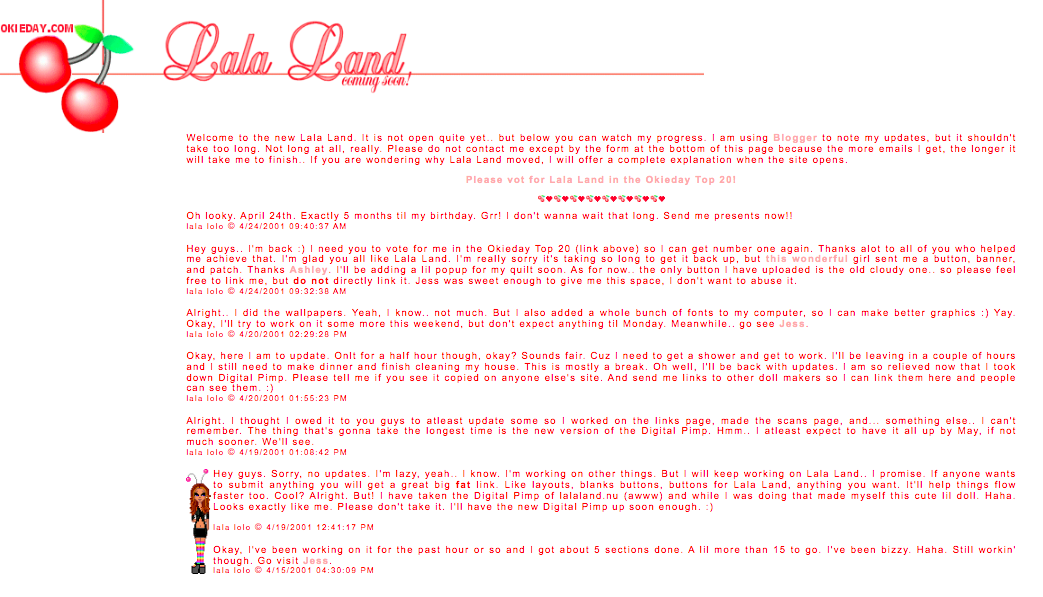 OKIEDAY.COM
Lala Land
coming soon!
Welcome to the new Lala Land. It is not open quite yet.. but below you can watch my progress. I am using Blogger to note my updates, but it shouldn't
take too long. Not long at all, really. Please do not contact me except by the form at the bottom of this page because the more emails I get, the longer it
will take me to finish.. If you are wondering why Lala Land moved, I will offer a complete explanation when the site opens.
Please vot for Lala Land in the Okieday Top 20!
Oh looky. April 24th. Exactly 5 months til my birthday. Grr! I don't wanna wait that long. Send me presents now!!
lala lolo © 4/24/2001 09:40:37 AM
Hey guys.. I'm back :) I need you to vote for me in the Okieday Top 20 (link above) so I can get number one again. Thanks alot to all of you who helped
me achieve that. I'm glad you all like Lala Land. I'm really sorry it's taking so long to get it back up, but this wonderful girl sent me a button, banner,
and patch. Thanks Ashley. I'll be adding a lil popup for my quilt soon. As for now.. the only button I have uploaded is the old cloudy one.. so please feel
free to link me, but do not directly link it. Jess was sweet enough to give me this space, I don't want to abuse it.
lala lolo © 4/24/2001 09:32:38 AM
Alright.. I did the wallpapers. Yeah, I know.. not much. But I also added a whole bunch of fonts to my computer, so I can make better graphics :) Yay.
Okay, I'll try to work on it some more this weekend, but don't expect anything til Monday. Meanwhile.. go see Jess.
lala lolo © 4/20/2001 02:29:28 PM
Okay, here I am to update. Onlt for a half hour though, okay? Sounds fair. Cuz I need to get a shower and get to work. I'll be leaving in a couple of hours
and I still need to make dinner and finish cleaning my house. This is mostly a break. Oh well, I'll be back with updates. I am so relieved now that I took
down Digital Pimp. Please tell me if you see it copied on anyone else's site. And send me links to other doll makers so I can link them here and people
can see them. :)
lala lolo © 4/20/2001 01:55:23 PM
Alright. I thought I owed it to you guys to atleast update some so I worked on the links page, made the scans page, and... something else.. I can't
remember. The thing that's gonna take the longest time is the new version of the Digital Pimp. Hmm.. I atleast expect to have it all up by May, if not
much sooner. We'll see.
lala lolo © 4/19/2001 01:08:42 PM
Hey guys. Sorry, no updates. I'm lazy, yeah.. I know. I'm working on other things. But I will keep working on Lala Land.. I promise. If anyone wants
to submit anything you will get a great big fat link. Like layouts, blanks buttons, buttons for Lala Land, anything you want. It'll help things flow
faster too. Cool? Alright. But! I have taken the Digital Pimp of lalaland.nu (awww) and while I was doing that made myself this cute lil doll. Haha.
Looks exactly like me. Please don't take it. I'll have the new Digital Pimp up soon enough. :)
lala lolo © 4/19/2001 12:41:17 PM
Okay, I've been working on it for the past hour or so and I got about 5 sections done. A lil more than 15 to go. I've been bizzy. Haha. Still workin'
though. Go visit Jess.
lala lolo © 4/15/2001 04:30:09 PM